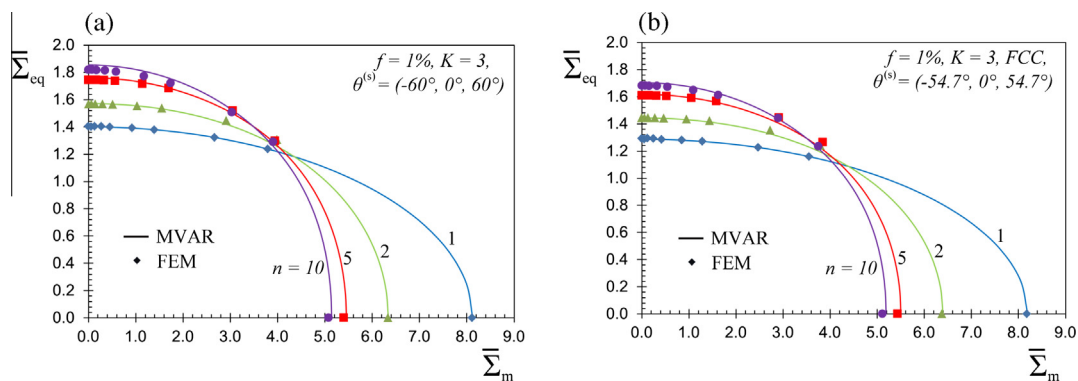 (a)
Σ̅eq
2.0
1.8
1.6
1.4
1.2
1.0
0.8
0.6
0.4
0.2
0.0
f = 1%, K = 3,
θ(s) = (-60°, 0°, 60°)
MVAR
FEM
n = 10
5
2
1
0.0 1.0 2.0 3.0 4.0 5.0 6.0 7.0 8.0 9.0
Σ̅m
(b)
Σ̅eq
2.0
1.8
1.6
1.4
1.2
1.0
0.8
0.6
0.4
0.2
0.0
f = 1%, K = 3, FCC,
θ(s) = (-54.7°, 0°, 54.7°)
MVAR
FEM
n = 10
5
2
1
0.0 1.0 2.0 3.0 4.0 5.0 6.0 7.0 8.0 9.0
Σ̅m